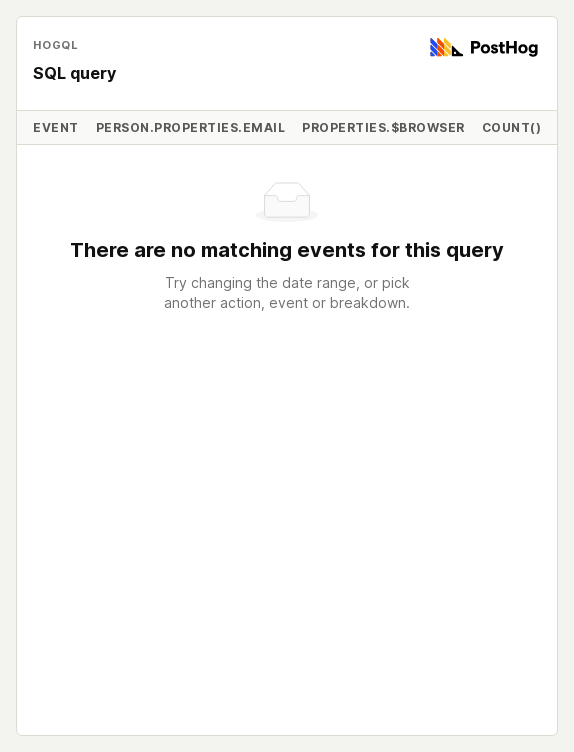 HOGQL
PostHog
SQL query
EVENT PERSON.PROPERTIES.EMAIL PROPERTIES.$BROWSER COUNT()
There are no matching events for this query
Try changing the date range, or pick
another action, event or breakdown.